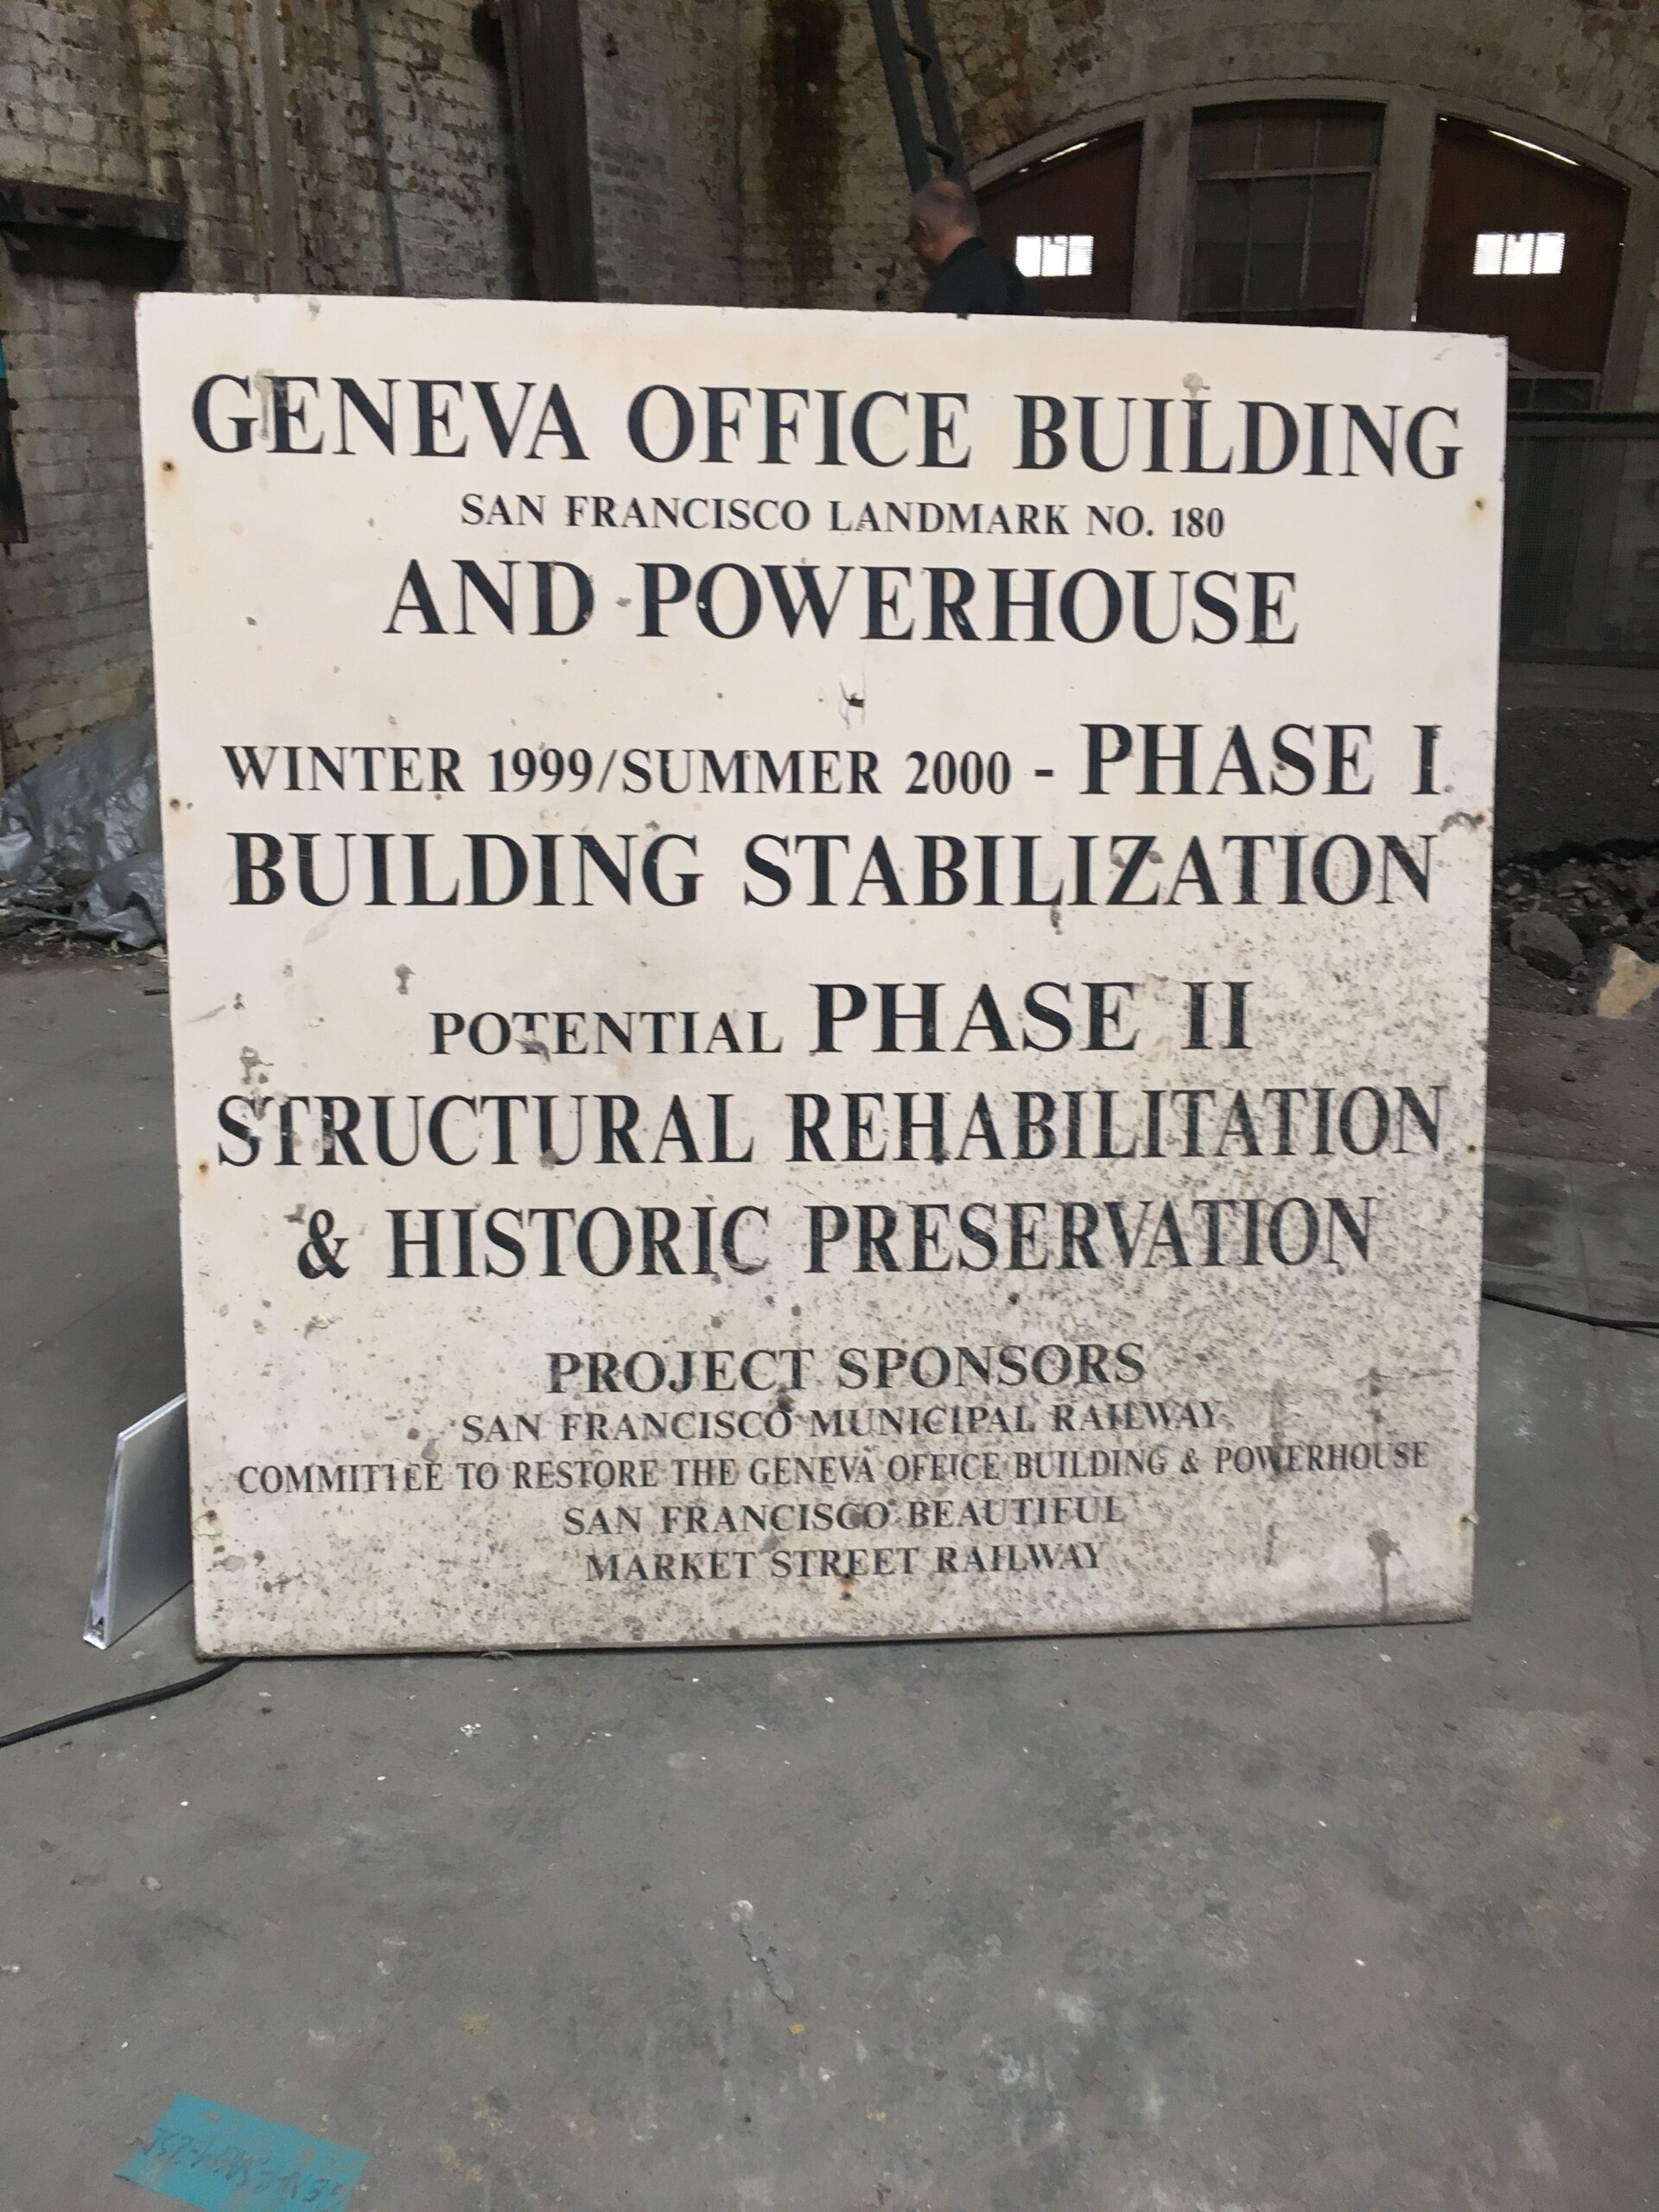 GENEVA OFFICE BUILDING
SAN FRANCISCO LANDMARK NO. 180
AND POWERHOUSE
WINTER 1999/SUMMER 2000 - PHASE I
BUILDING STABILIZATION
POTENTIAL PHASE II
STRUCTURAL REHABILITATION
& HISTORIC PRESERVATION
PROJECT SPONSORS
SAN FRANCISCO MUNICIPAL RAILWAY
COMMITTEE TO RESTORE THE GENEVA OFFICE BUILDING & POWERHOUSE
SAN FRANCISCO BEAUTIFUL
MARKET STREET RAILWAY